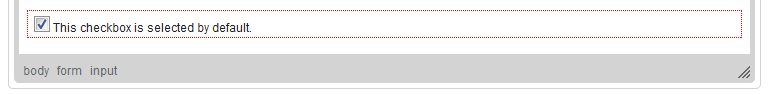 This checkbox is selected by default.
body form input